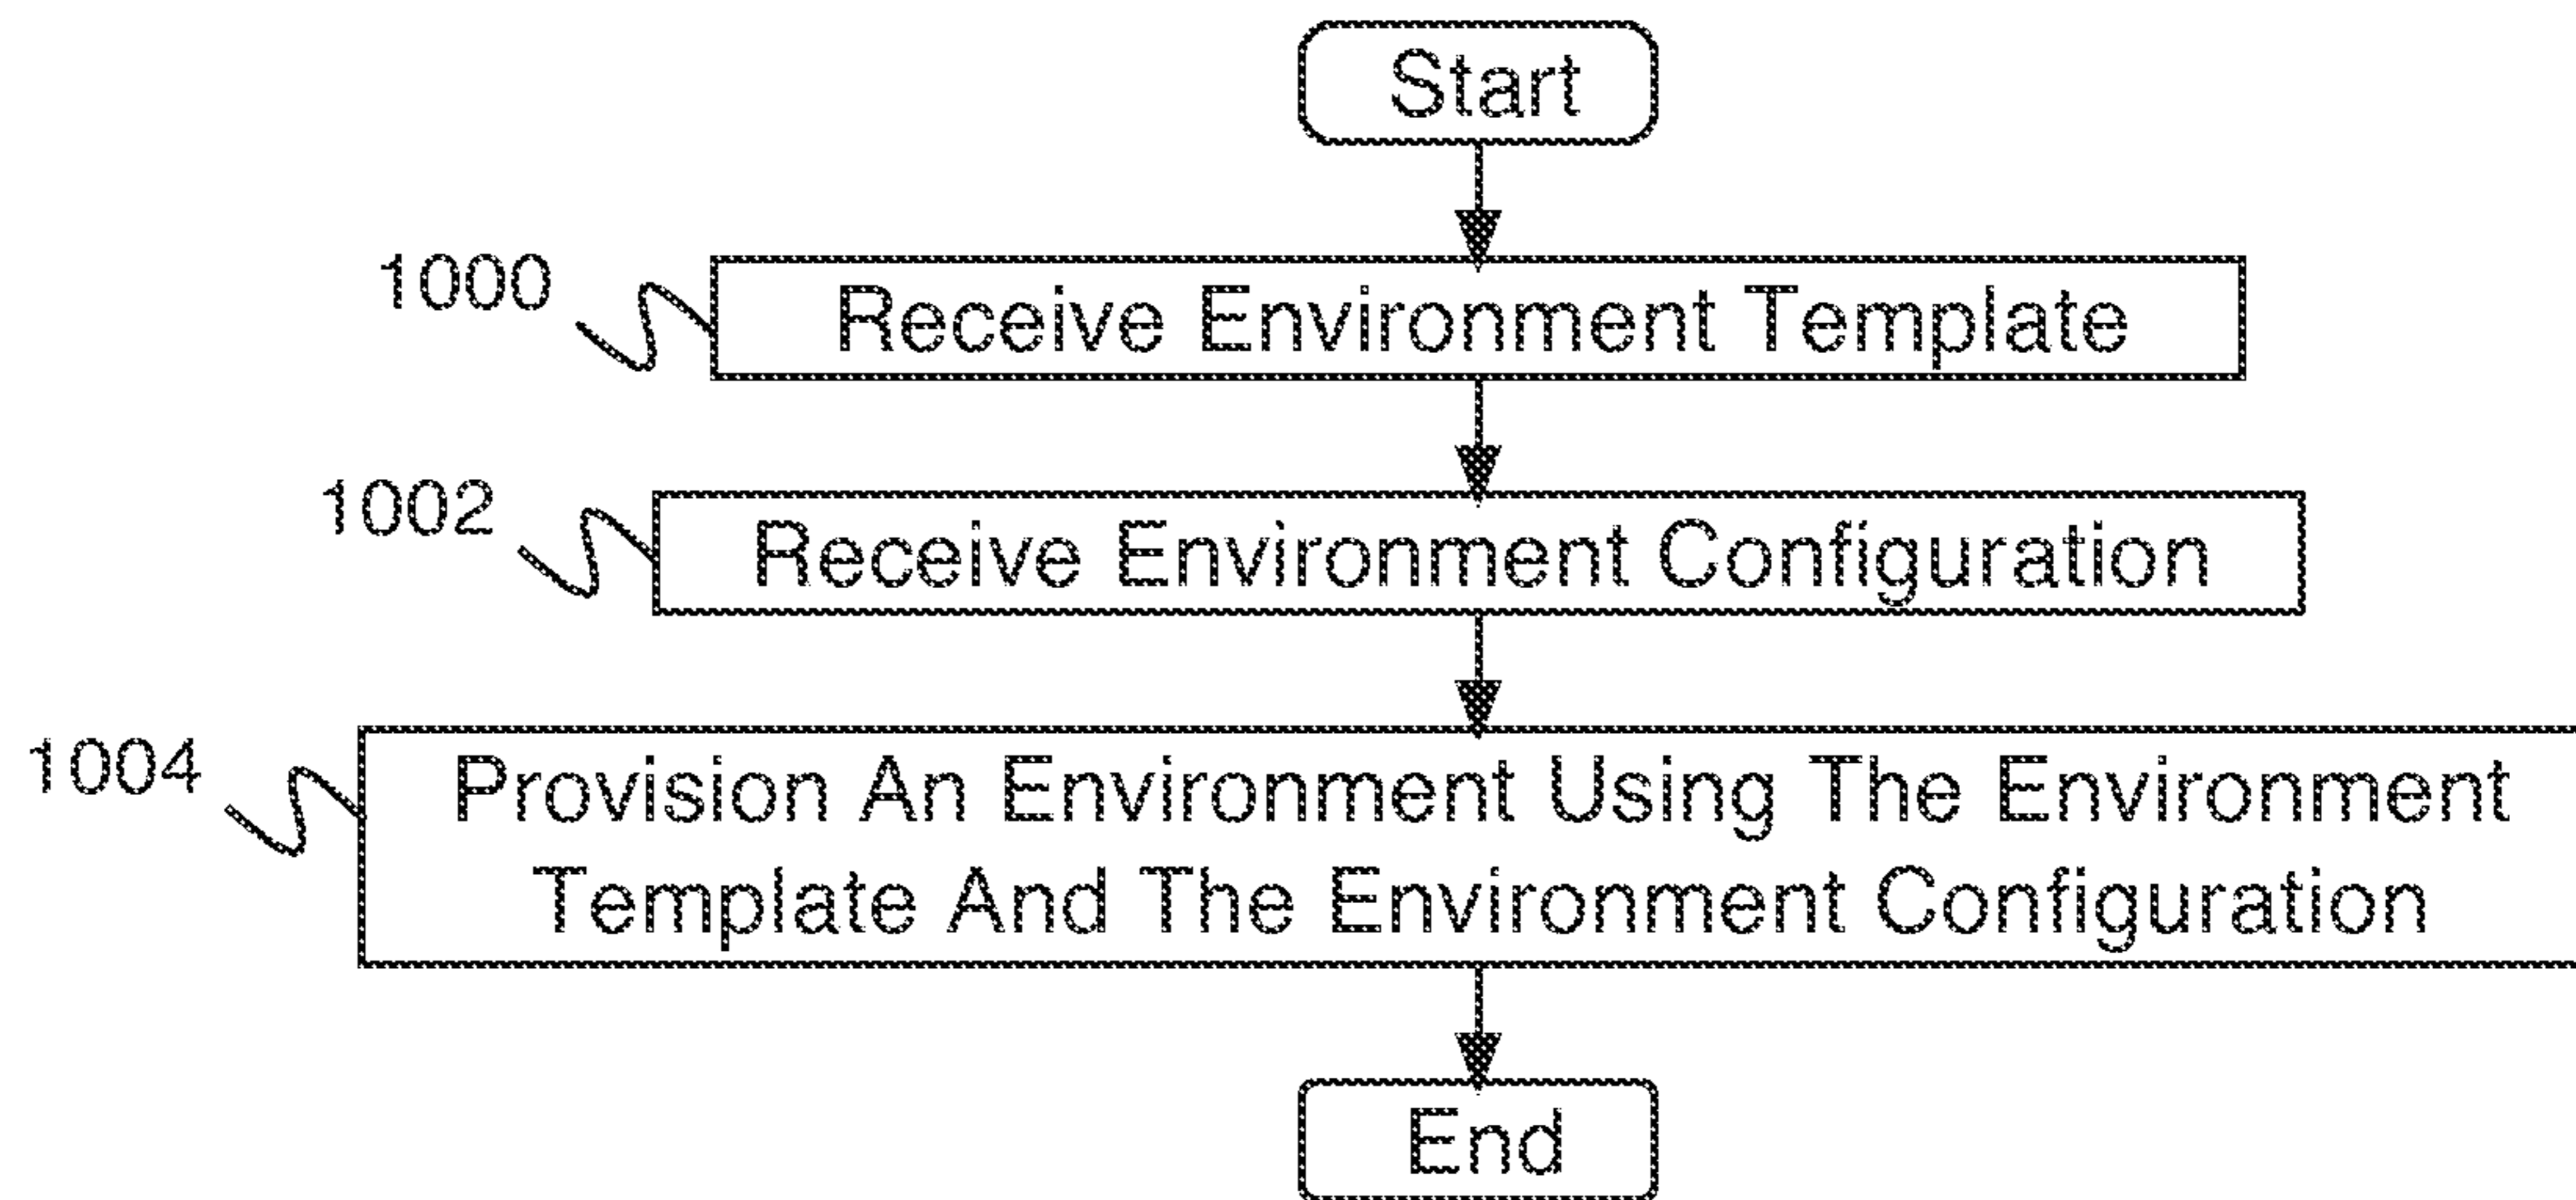 Start
1000
Receive Environment Template
1002
Receive Environment Configuration
1004
Provision An Environment Using The Environment
Template And The Environment Configuration
End